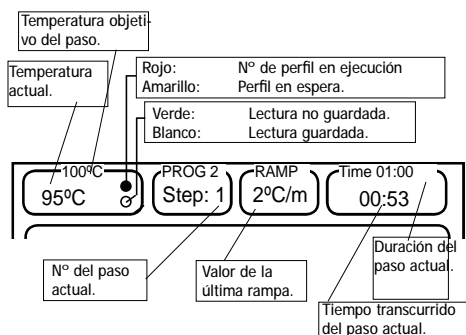 Temperatura objeti-
vo del paso.
Temperatura
actual.
Rojo: Nº de perfil en ejecución
Amarillo: Perfil en espera.
Verde: Lectura no guardada.
Blanco: Lectura guardada.
100ºC
95ºC
PROG 2
Step: 1
RAMP
2ºC/m
Time 01:00
00:53
Nº del paso
actual.
Valor de la
última rampa.
Duración del
paso actual.
Tiempo transcurrido
del paso actual.